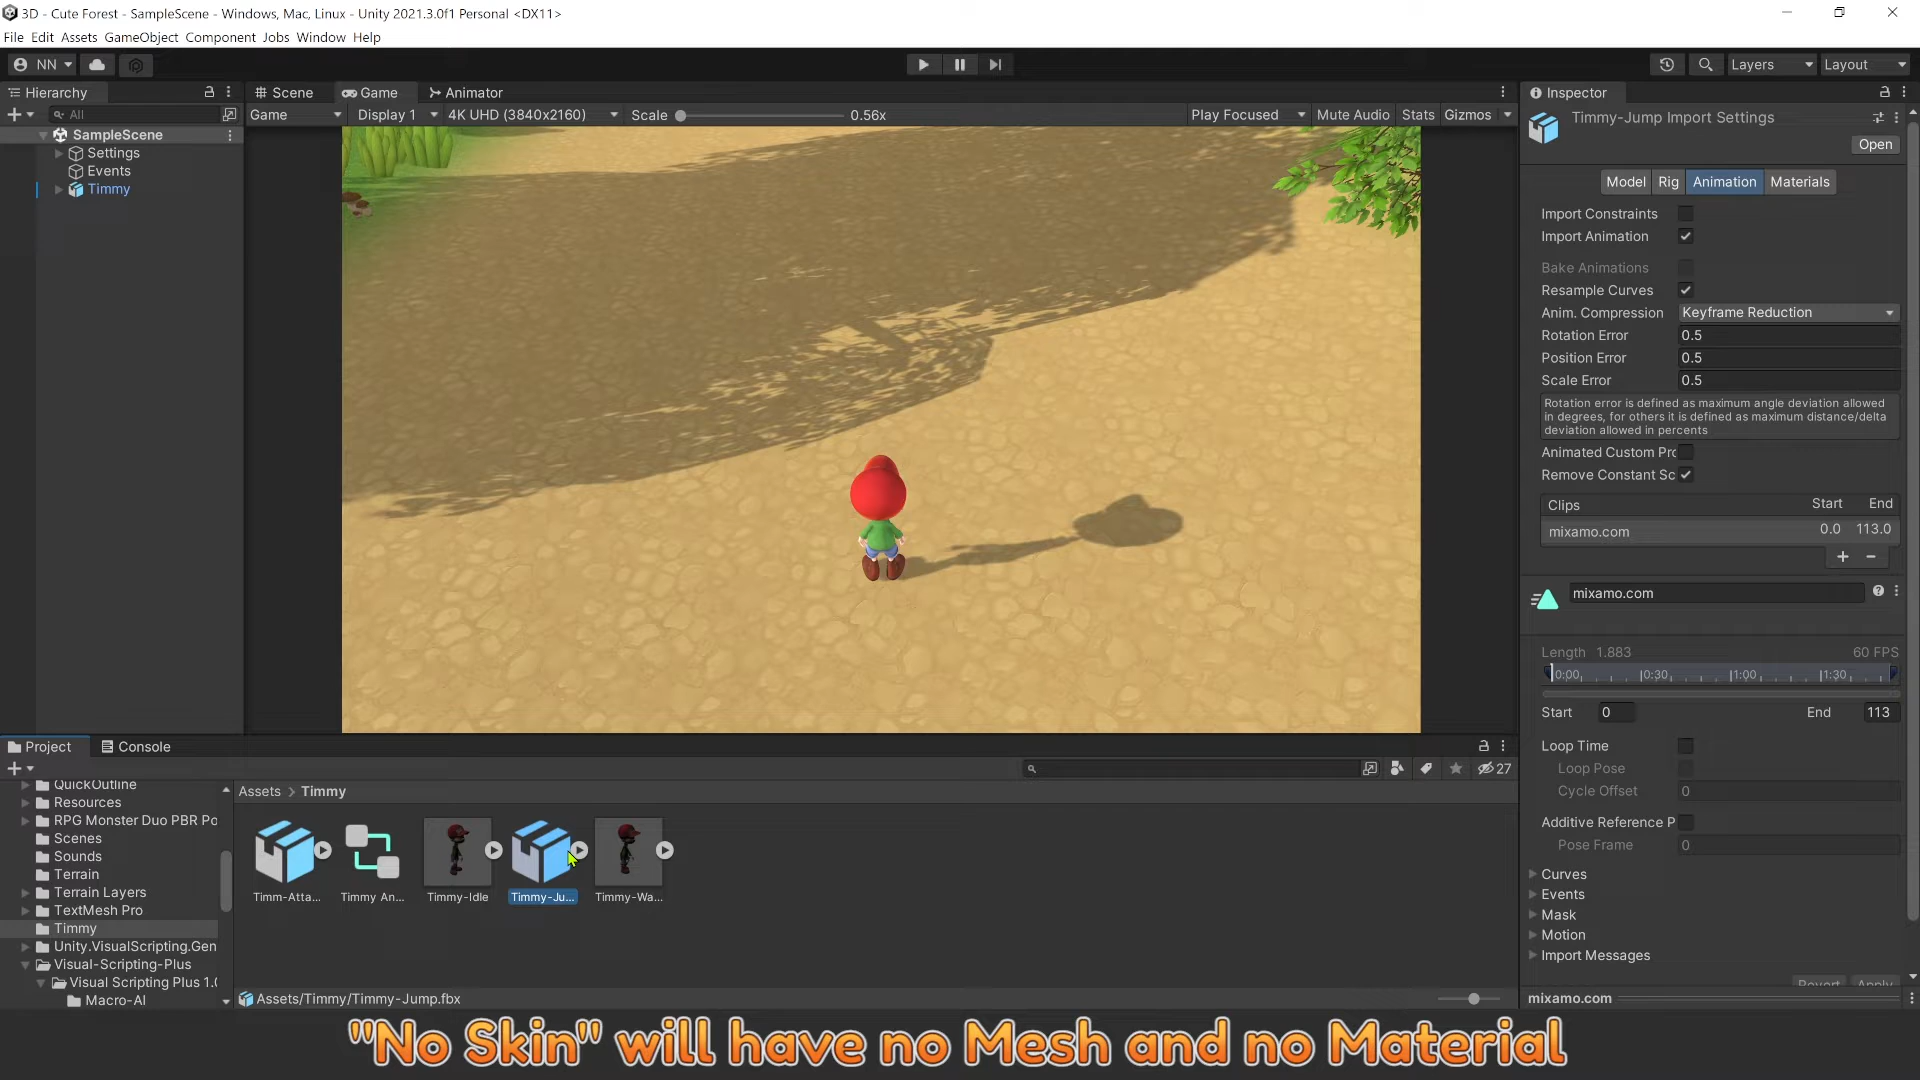 3D - Cute Forest - SampleScene - Windows, Mac, Linux - Unity 2021.3.0f1 Personal <DX11>
File Edit Assets GameObject Component Jobs Window Help
NN
Layers
Layout
Hierarchy
Scene
Game
Animator
Inspector
All
Game
Display 1
4K UHD (3840x2160)
Scale
0.56x
Play Focused
Mute Audio
Stats
Gizmos
SampleScene
Settings
Events
Timmy
Timmy-Jump Import Settings
Open
Model
Rig
Animation
Materials
Import Constraints
Import Animation
Bake Animations
Resample Curves
Anim. Compression Keyframe Reduction
Rotation Error 0.5
Position Error 0.5
Scale Error 0.5
Rotation error is defined as maximum angle deviation allowed
in degrees, for others it is defined as maximum distance/delta
deviation allowed in percents
Animated Custom Prc
Remove Constant Sc
Clips Start End
mixamo.com 0.0 113.0
mixamo.com
Length 1.883 60 FPS
0:00 0:30 1:00 1:30
Start 0 End 113
Loop Time
Loop Pose
Cycle Offset 0
Additive Reference P
Pose Frame 0
Curves
Events
Mask
Motion
Import Messages
Revert Apply
mixamo.com
Project
Console
27
QuickOutline
Resources
RPG Monster Duo PBR Po
Scenes
Sounds
Terrain
Terrain Layers
TextMesh Pro
Timmy
Unity.VisualScripting.Gen
Visual-Scripting-Plus
Visual Scripting Plus 1.(
Macro-AI
Assets > Timmy
Timm-Atta...
Timmy An...
Timmy-Idle
Timmy-Ju...
Timmy-Wa...
Assets/Timmy/Timmy-Jump.fbx
"No Skin" will have no Mesh and no Material